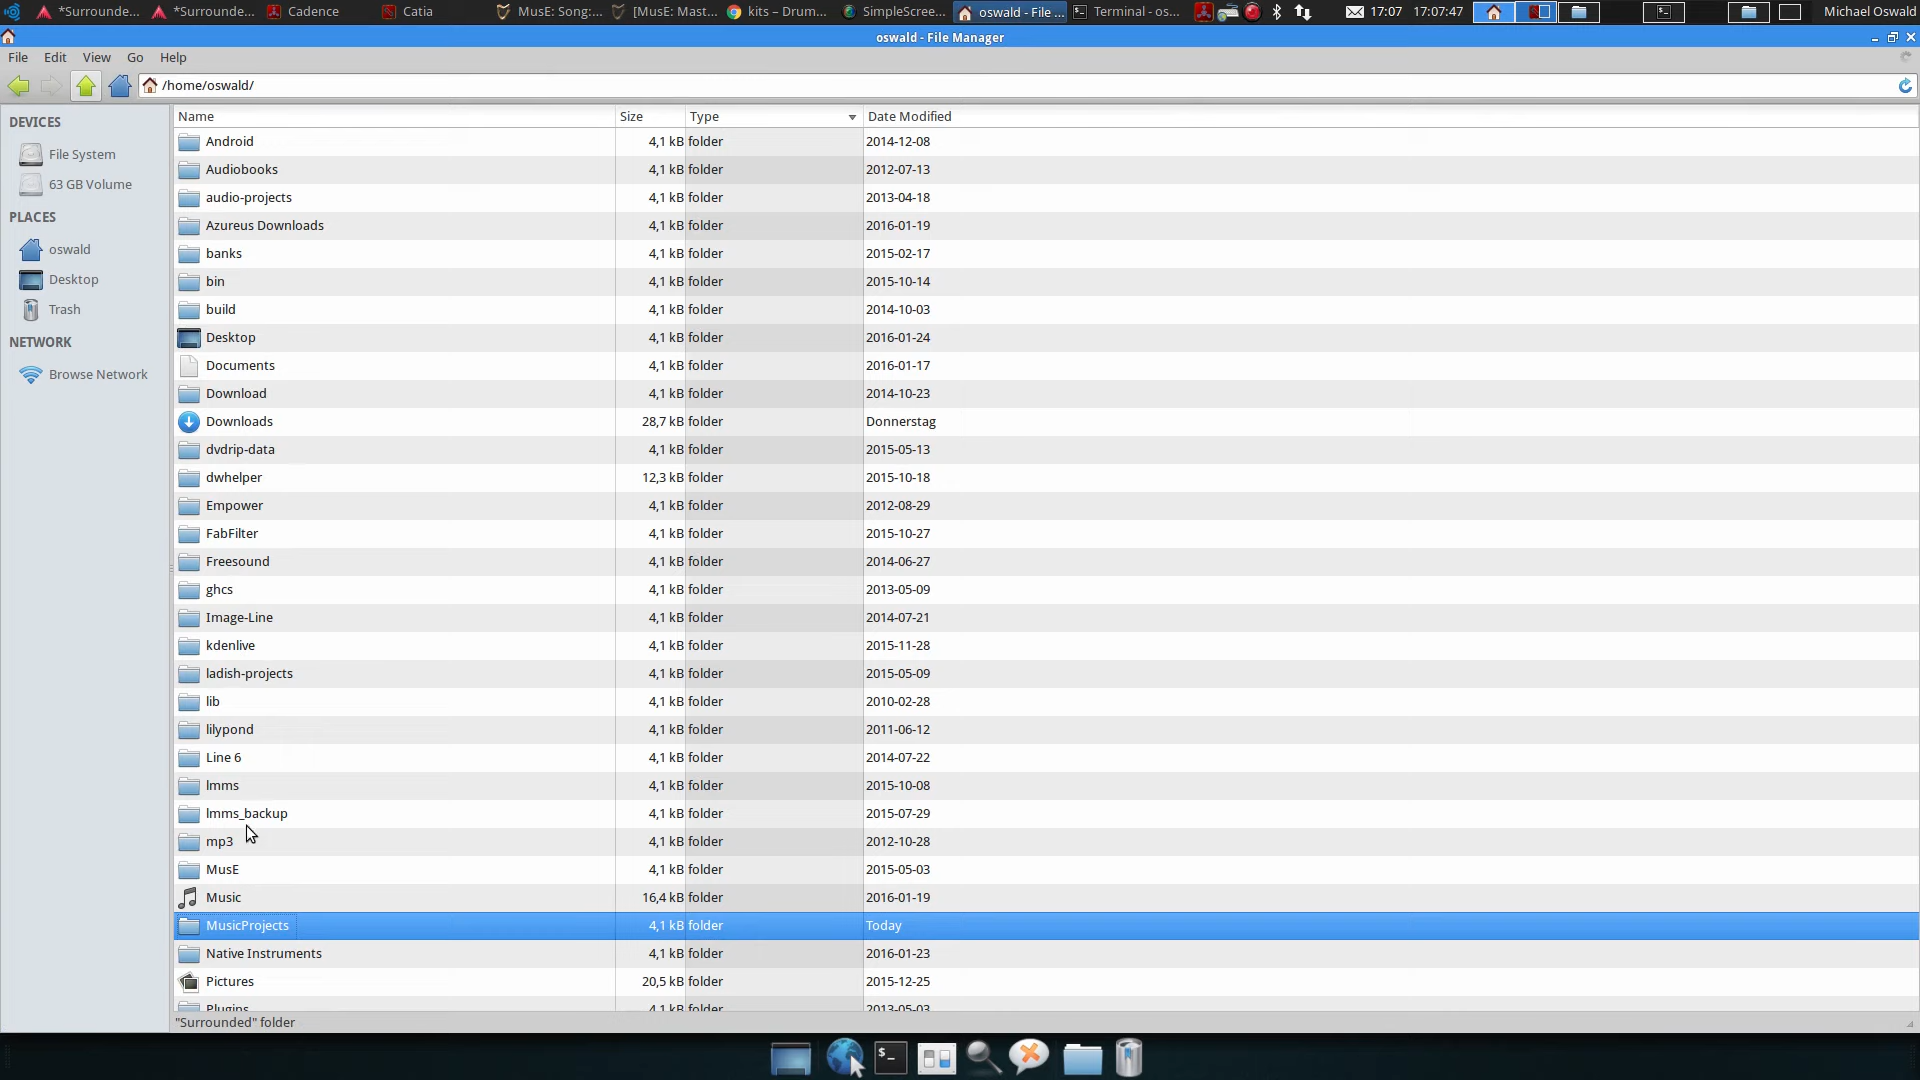 *Surrounde... *Surrounde... Cadence Catia MusE: Song:... [MusE: Mast... kits – Drum... SimpleScree... oswald - File ... Terminal - os... 17:07 17:07:47 Michael Oswald
oswald - File Manager
File Edit View Go Help
/home/oswald/
Name Size Type Date Modified
DEVICES
File System
63 GB Volume
PLACES
oswald
Desktop
Trash
NETWORK
Browse Network
Android 4,1 kB folder 2014-12-08
Audiobooks 4,1 kB folder 2012-07-13
audio-projects 4,1 kB folder 2013-04-18
Azureus Downloads 4,1 kB folder 2016-01-19
banks 4,1 kB folder 2015-02-17
bin 4,1 kB folder 2015-10-14
build 4,1 kB folder 2014-10-03
Desktop 4,1 kB folder 2016-01-24
Documents 4,1 kB folder 2016-01-17
Download 4,1 kB folder 2014-10-23
Downloads 28,7 kB folder Donnerstag
dvdrip-data 4,1 kB folder 2015-05-13
dwhelper 12,3 kB folder 2015-10-18
Empower 4,1 kB folder 2012-08-29
FabFilter 4,1 kB folder 2015-10-27
Freesound 4,1 kB folder 2014-06-27
ghcs 4,1 kB folder 2013-05-09
Image-Line 4,1 kB folder 2014-07-21
kdenlive 4,1 kB folder 2015-11-28
ladish-projects 4,1 kB folder 2015-05-09
lib 4,1 kB folder 2010-02-28
lilypond 4,1 kB folder 2011-06-12
Line 6 4,1 kB folder 2014-07-22
lmms 4,1 kB folder 2015-10-08
lmms_backup 4,1 kB folder 2015-07-29
mp3 4,1 kB folder 2012-10-28
MusE 4,1 kB folder 2015-05-03
Music 16,4 kB folder 2016-01-19
MusicProjects 4,1 kB folder Today
Native Instruments 4,1 kB folder 2016-01-23
Pictures 20,5 kB folder 2015-12-25
Plugins 4,1 kB folder 2013-05-03
"Surrounded" folder